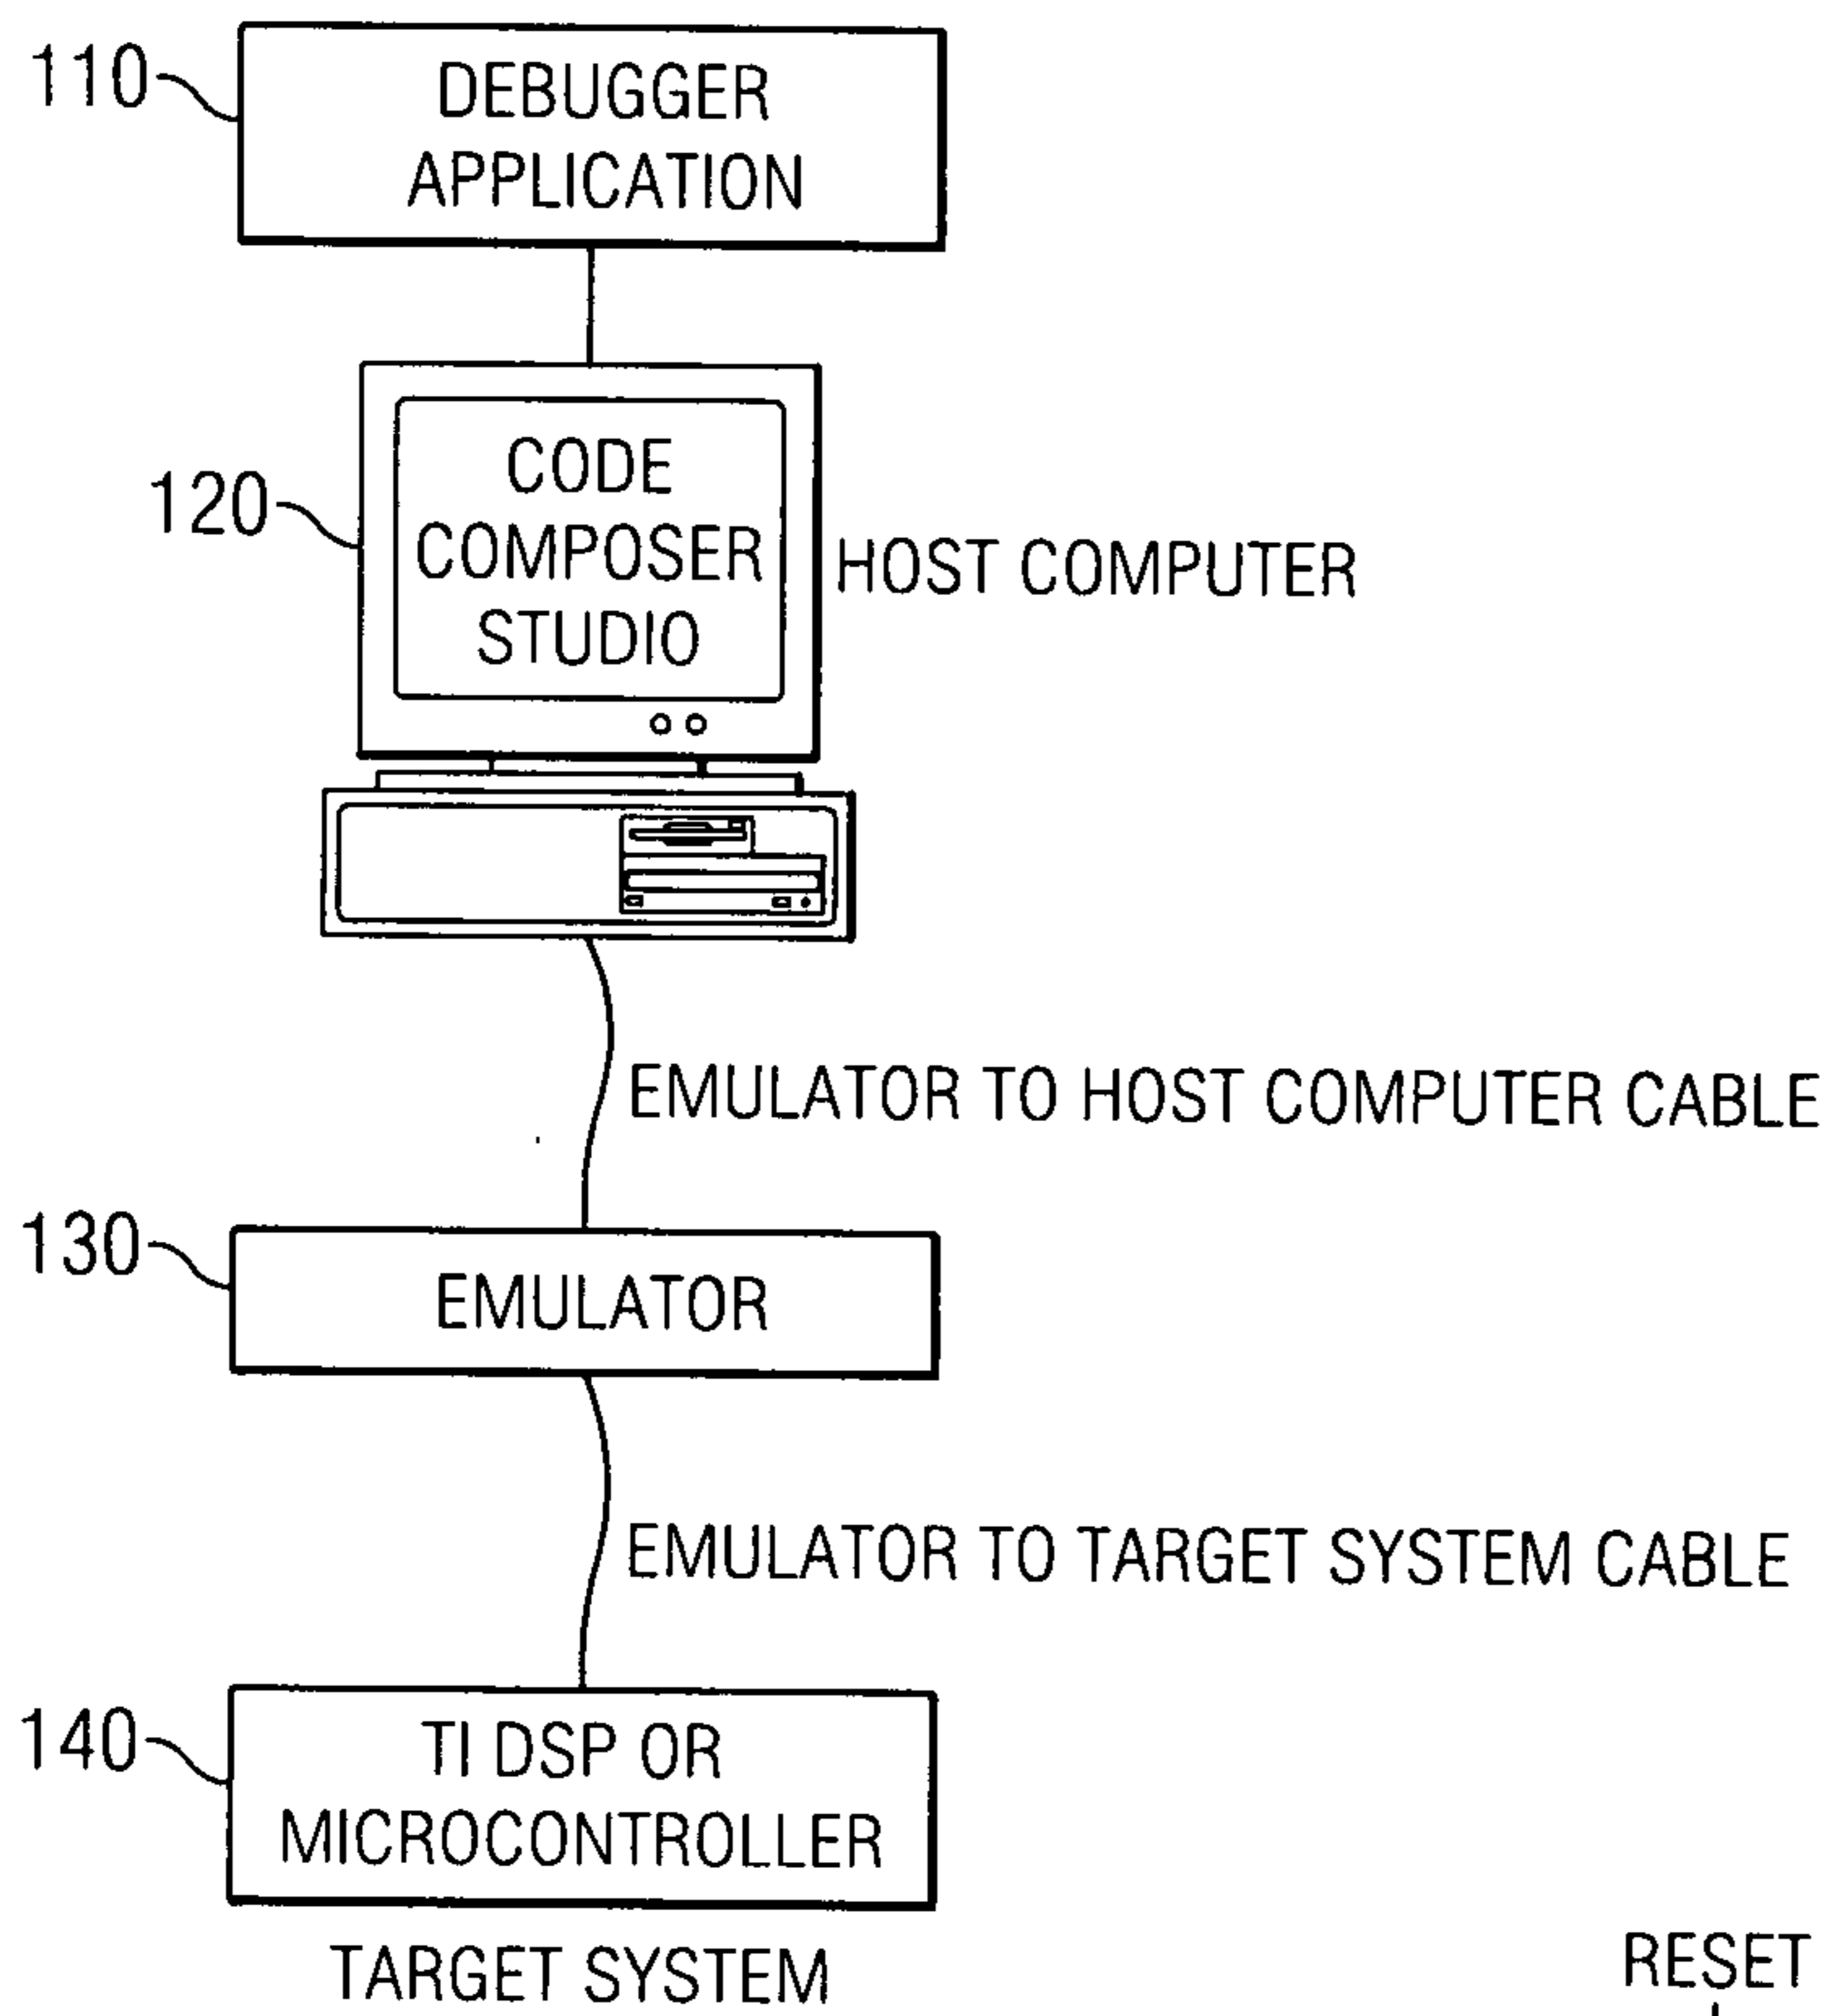 110
DEBUGGER
APPLICATION
120
CODE
COMPOSER
STUDIO
HOST COMPUTER
EMULATOR TO HOST COMPUTER CABLE
130
EMULATOR
EMULATOR TO TARGET SYSTEM CABLE
140
TI DSP OR
MICROCONTROLLER
TARGET SYSTEM
RESET